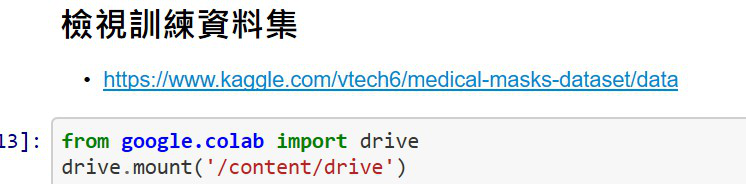 檢視訓練資料集
• https://www.kaggle.com/vtech6/medical-masks-dataset/data
13]: from google.colab import drive
drive.mount('/content/drive')